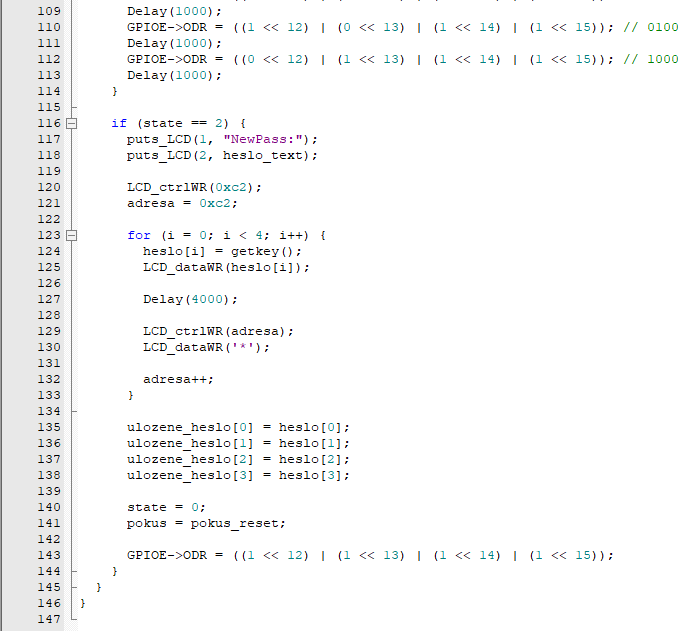 109 Delay(1000);
110 GPIOE->ODR = ((1 << 12) | (0 << 13) | (1 << 14) | (1 << 15)); // 0100
111 Delay(1000);
112 GPIOE->ODR = ((0 << 12) | (1 << 13) | (1 << 14) | (1 << 15)); // 1000
113 Delay(1000);
114 }
115
116 if (state == 2) {
117 puts_LCD(1, "NewPass:");
118 puts_LCD(2, heslo_text);
119
120 LCD_ctrlWR(0xc2);
121 adresa = 0xc2;
122
123 for (i = 0; i < 4; i++) {
124 heslo[i] = getkey();
125 LCD_dataWR(heslo[i]);
126
127 Delay(4000);
128
129 LCD_ctrlWR(adresa);
130 LCD_dataWR('*');
131
132 adresa++;
133 }
134
135 ulozene_heslo[0] = heslo[0];
136 ulozene_heslo[1] = heslo[1];
137 ulozene_heslo[2] = heslo[2];
138 ulozene_heslo[3] = heslo[3];
139
140 state = 0;
141 pokus = pokus_reset;
142
143 GPIOE->ODR = ((1 << 12) | (1 << 13) | (1 << 14) | (1 << 15));
144 }
145 }
146 }
147